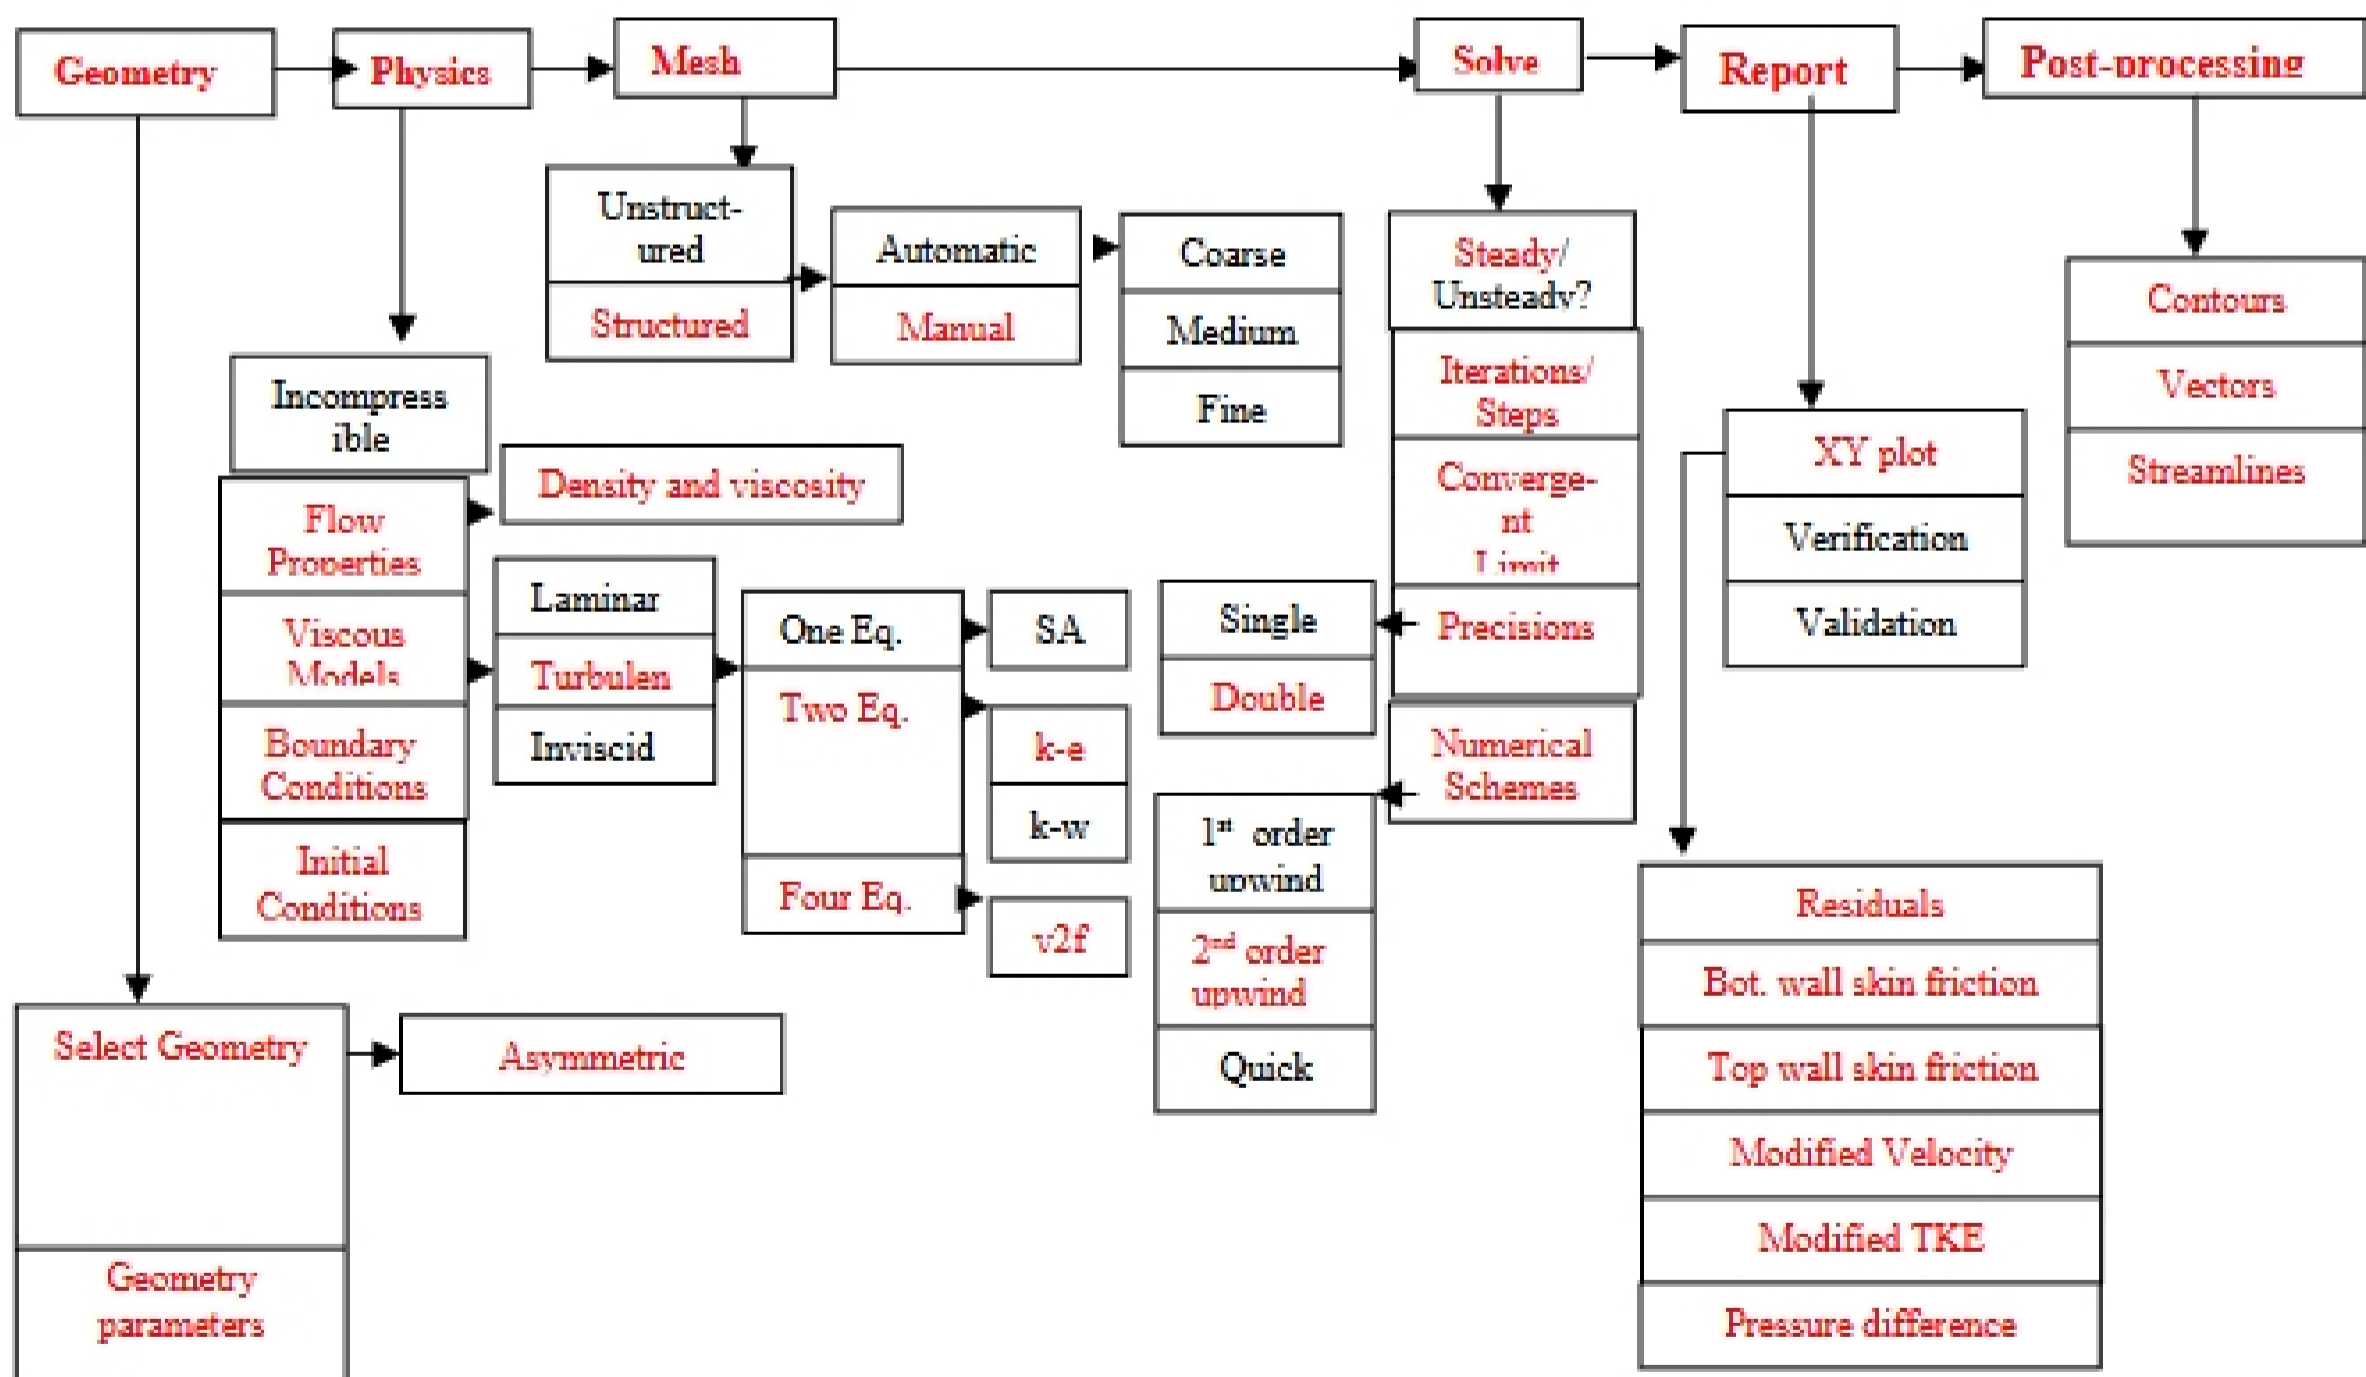 Geometry
Physics
Mesh
Solve
Report
Post-processing
Unstruct-
ured
Structured
Automatic
Manual
Coarse
Medium
Fine
Steady/
Unsteady?
Iterations/
Steps
Converge-
nt
Limit
Precisions
Numerical
Schemes
Contours
Vectors
Streamlines
XY plot
Verification
Validation
Incompress
ible
Flow
Properties
Viscous
Models
Boundary
Conditions
Initial
Conditions
Density and viscosity
Laminar
Turbulen
Inviscid
One Eq.
Two Eq.
Four Eq.
SA
k-e
k-w
v2f
Single
Double
1st order
upwind
2nd order
upwind
Quick
Residuals
Bot. wall skin friction
Top wall skin friction
Modified Velocity
Modified TKE
Pressure difference
Select Geometry
Asymmetric
Geometry
parameters